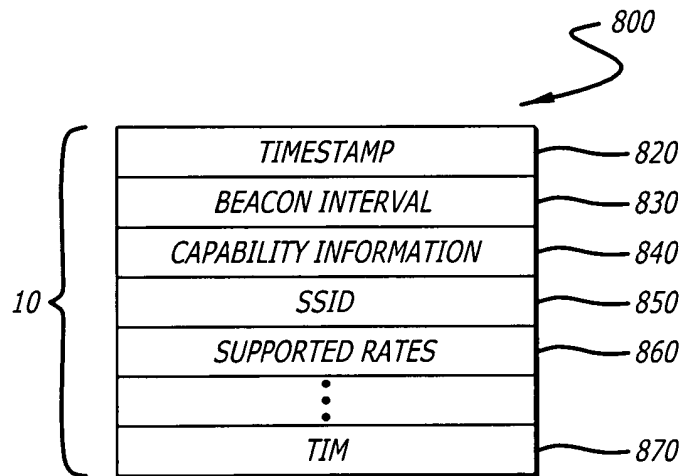 800
TIMESTAMP 820
BEACON INTERVAL 830
CAPABILITY INFORMATION 840
SSID 850
10
SUPPORTED RATES 860
TIM 870